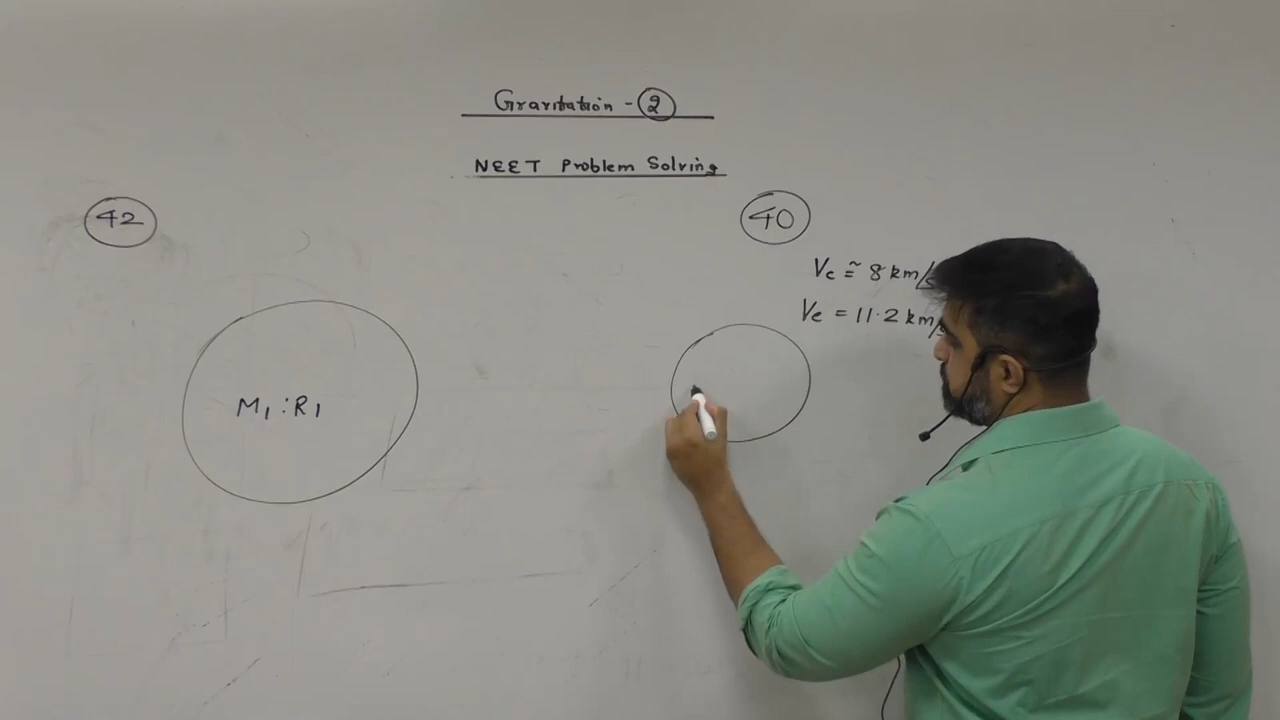 Gravitation - 2
NEET Problem Solving
42
M1 : R1
40
Vc ≃ 8 km/s
Ve = 11.2 km/